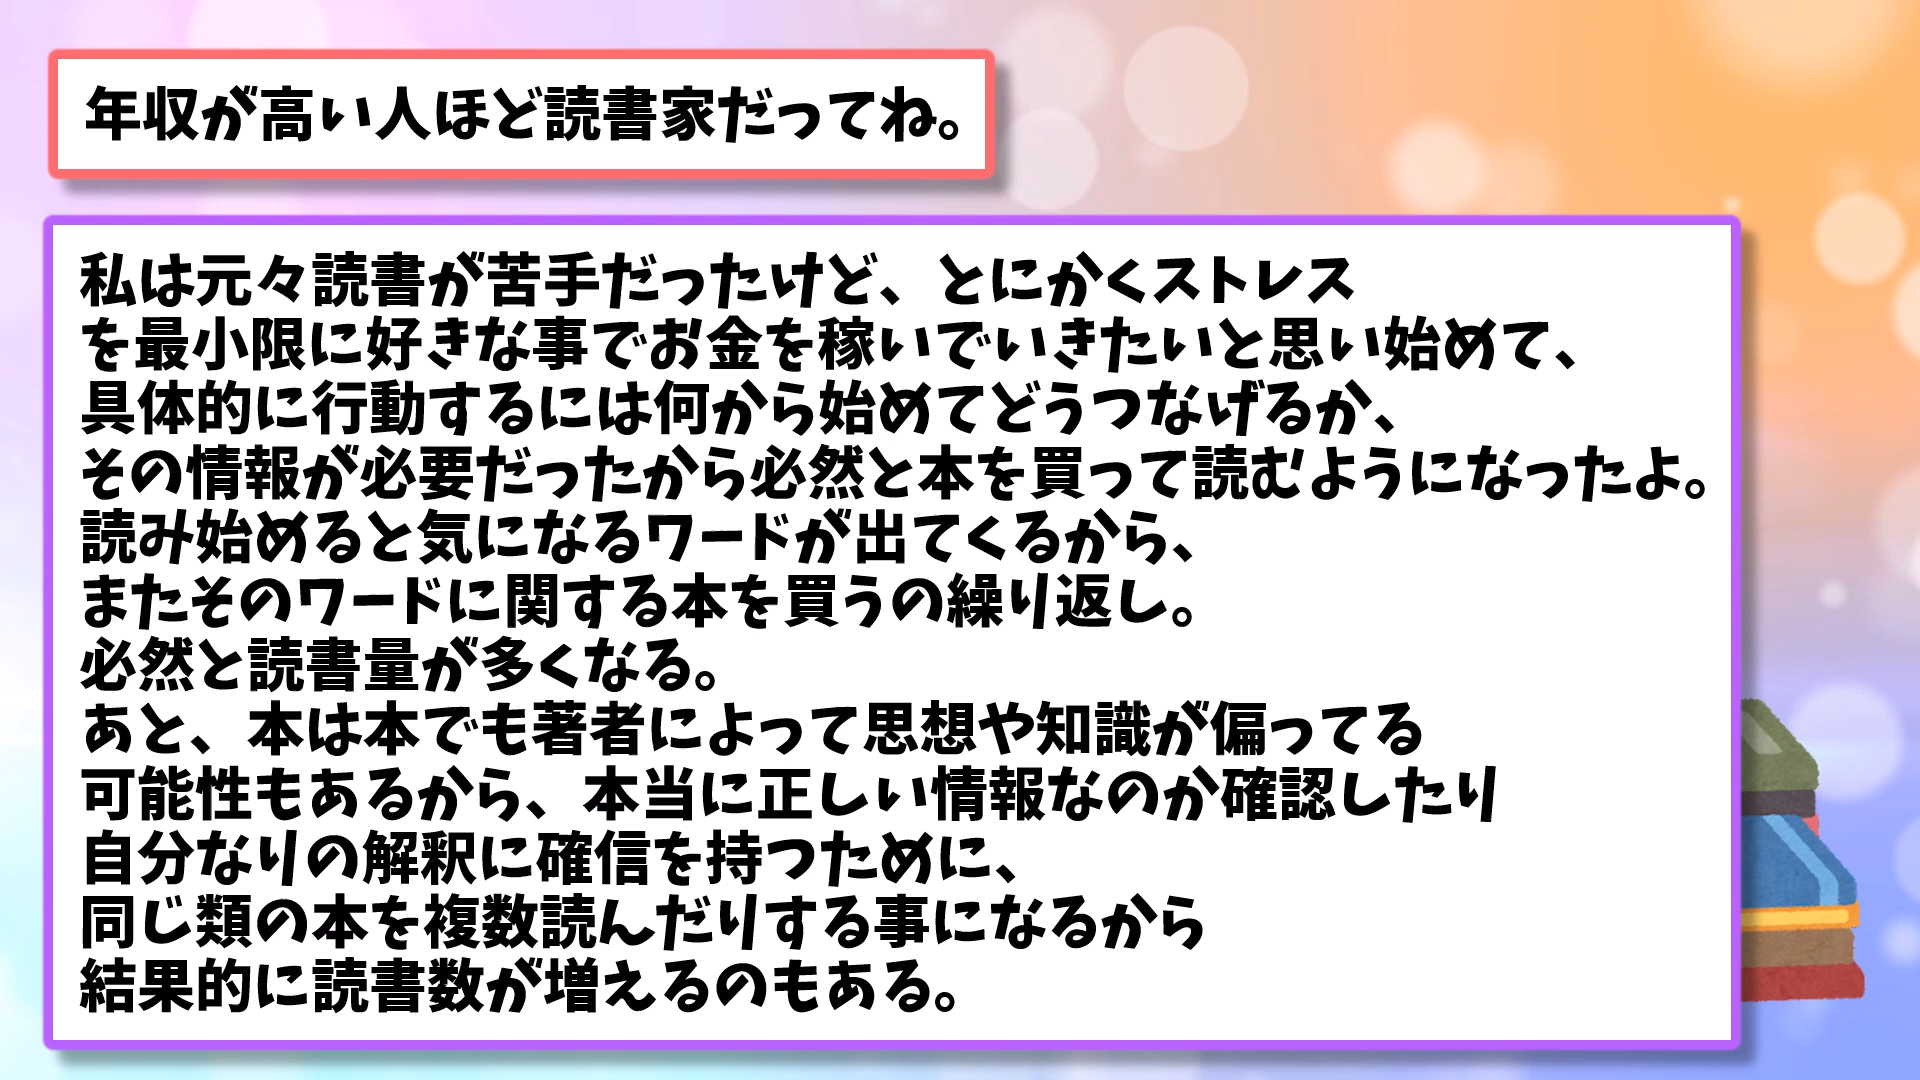 年収が高い人ほど読書家だってね。
私は元々読書が苦手だったけど、とにかくストレス
を最小限に好きな事でお金を稼いでいきたいと思い始めて、
具体的に行動するには何から始めてどうつなげるか、
その情報が必要だったから必然と本を買って読むようになったよ。
読み始めると気になるワードが出てくるから、
またそのワードに関する本を買うの繰り返し。
必然と読書量が多くなる。
あと、本は本でも著者によって思想や知識が偏ってる
可能性もあるから、本当に正しい情報なのか確認したり
自分なりの解釈に確信を持つために、
同じ類の本を複数読んだりする事になるから
結果的に読書数が増えるのもある。